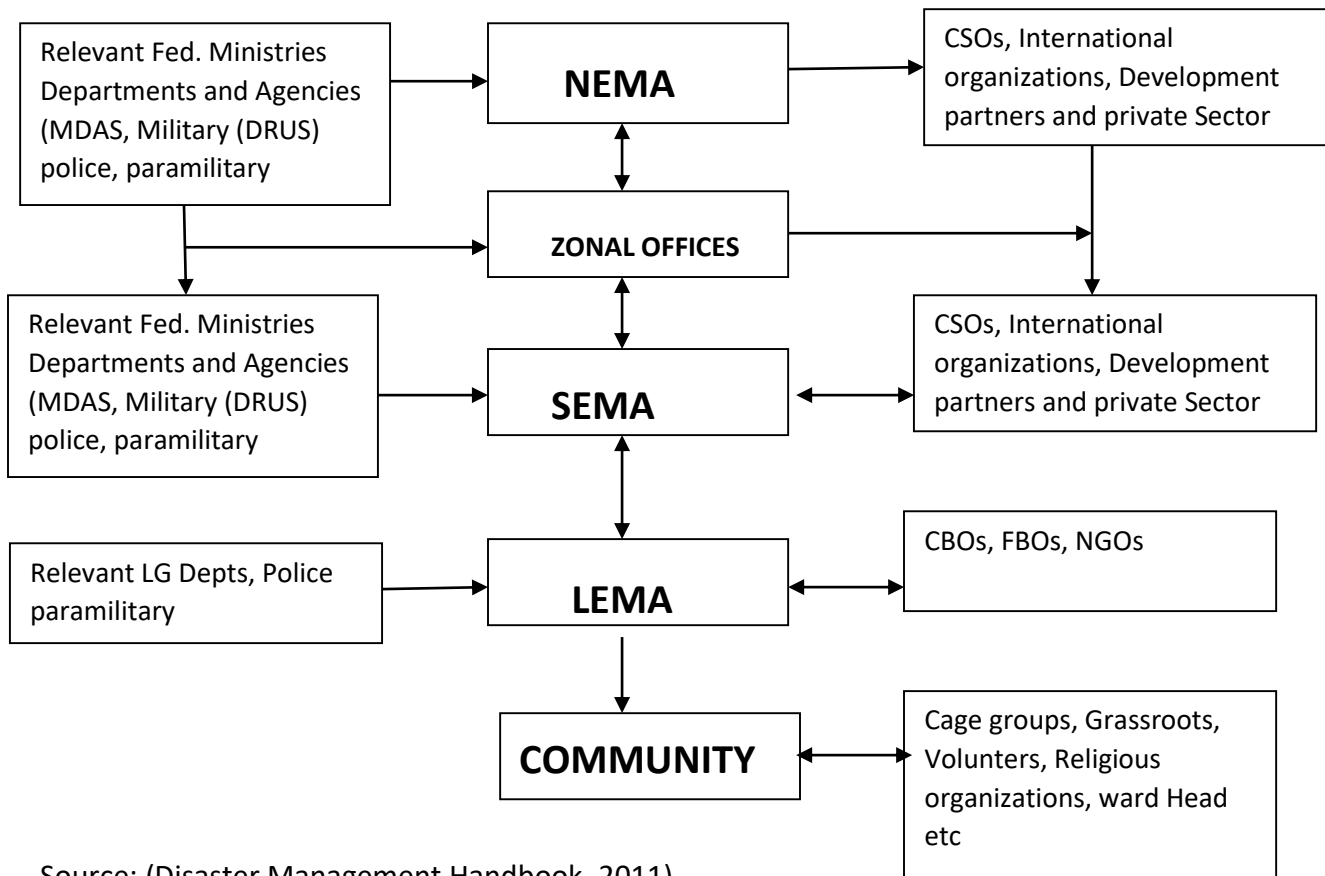 Relevant Fed. Ministries
Departments and Agencies
(MDAS, Military (DRUS)
police, paramilitary
NEMA
CSOs, International
organizations, Development
partners and private Sector
ZONAL OFFICES
Relevant Fed. Ministries
Departments and Agencies
(MDAS, Military (DRUS)
police, paramilitary
SEMA
CSOs, International
organizations, Development
partners and private Sector
Relevant LG Depts, Police
paramilitary
LEMA
CBOs, FBOs, NGOs
COMMUNITY
Cage groups, Grassroots,
Volunters, Religious
organizations, ward Head
etc
Source: (Disaster Management Handbook, 2011)